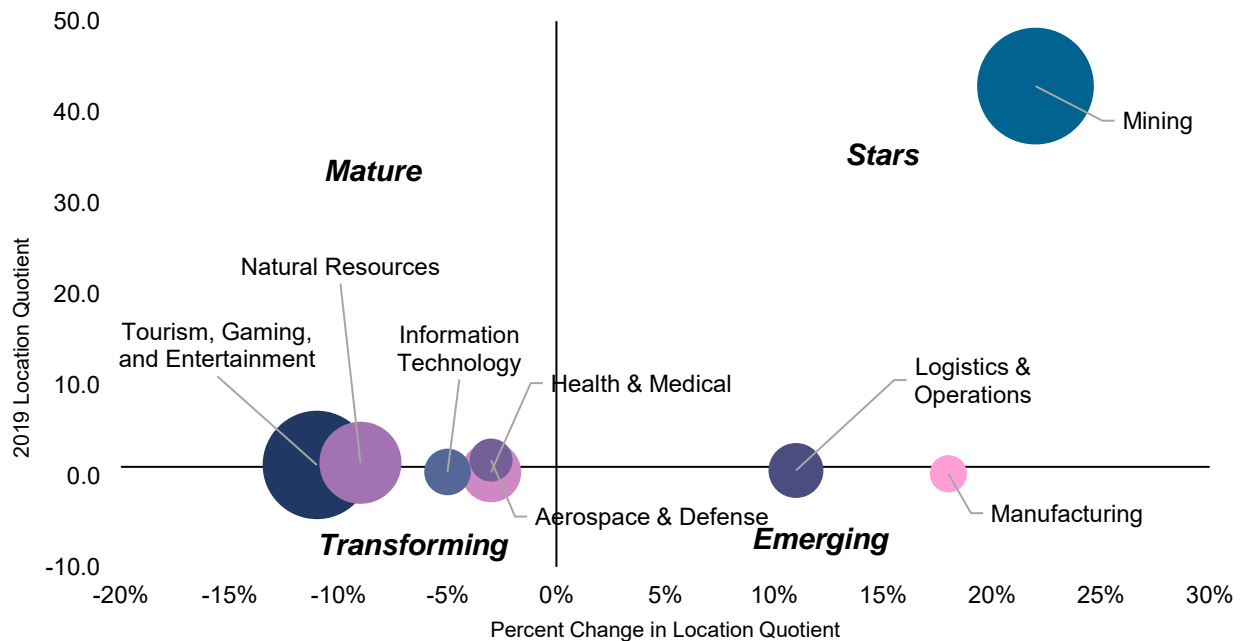 50.0
40.0
30.0
20.0
10.0
0.0
-10.0
2019 Location Quotient
Mature
Stars
Mining
Natural Resources
Tourism, Gaming,
and Entertainment
Information
Technology
Health & Medical
Logistics &
Operations
Aerospace & Defense
Manufacturing
Transforming
Emerging
-20%
-15%
-10%
-5%
0%
5%
10%
15%
20%
25%
30%
Percent Change in Location Quotient